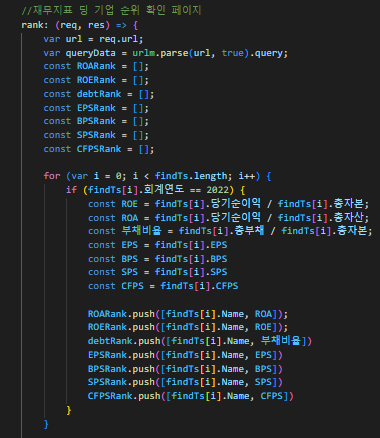 //재무지표 당 기업 순위 확인 페이지
rank: (req, res) => {
    var url = req.url;
    var queryData = urlm.parse(url, true).query;
    const ROARank = [];
    const ROERank = [];
    const debtRank = [];
    const EPSRank = [];
    const BPSRank = [];
    const SPSRank = [];
    const CFPSRank = [];

    for (var i = 0; i < findTs.length; i++) {
        if (findTs[i].회계연도 == 2022) {
            const ROE = findTs[i].당기순이익 / findTs[i].총자본;
            const ROA = findTs[i].당기순이익 / findTs[i].총자산;
            const 부채비율 = findTs[i].총부채 / findTs[i].총자본;
            const EPS = findTs[i].EPS
            const BPS = findTs[i].BPS
            const SPS = findTs[i].SPS
            const CFPS = findTs[i].CFPS

            ROARank.push([findTs[i].Name, ROA]);
            ROERank.push([findTs[i].Name, ROE]);
            debtRank.push([findTs[i].Name, 부채비율])
            EPSRank.push([findTs[i].Name, EPS])
            BPSRank.push([findTs[i].Name, BPS])
            SPSRank.push([findTs[i].Name, SPS])
            CFPSRank.push([findTs[i].Name, CFPS])
        }
    }